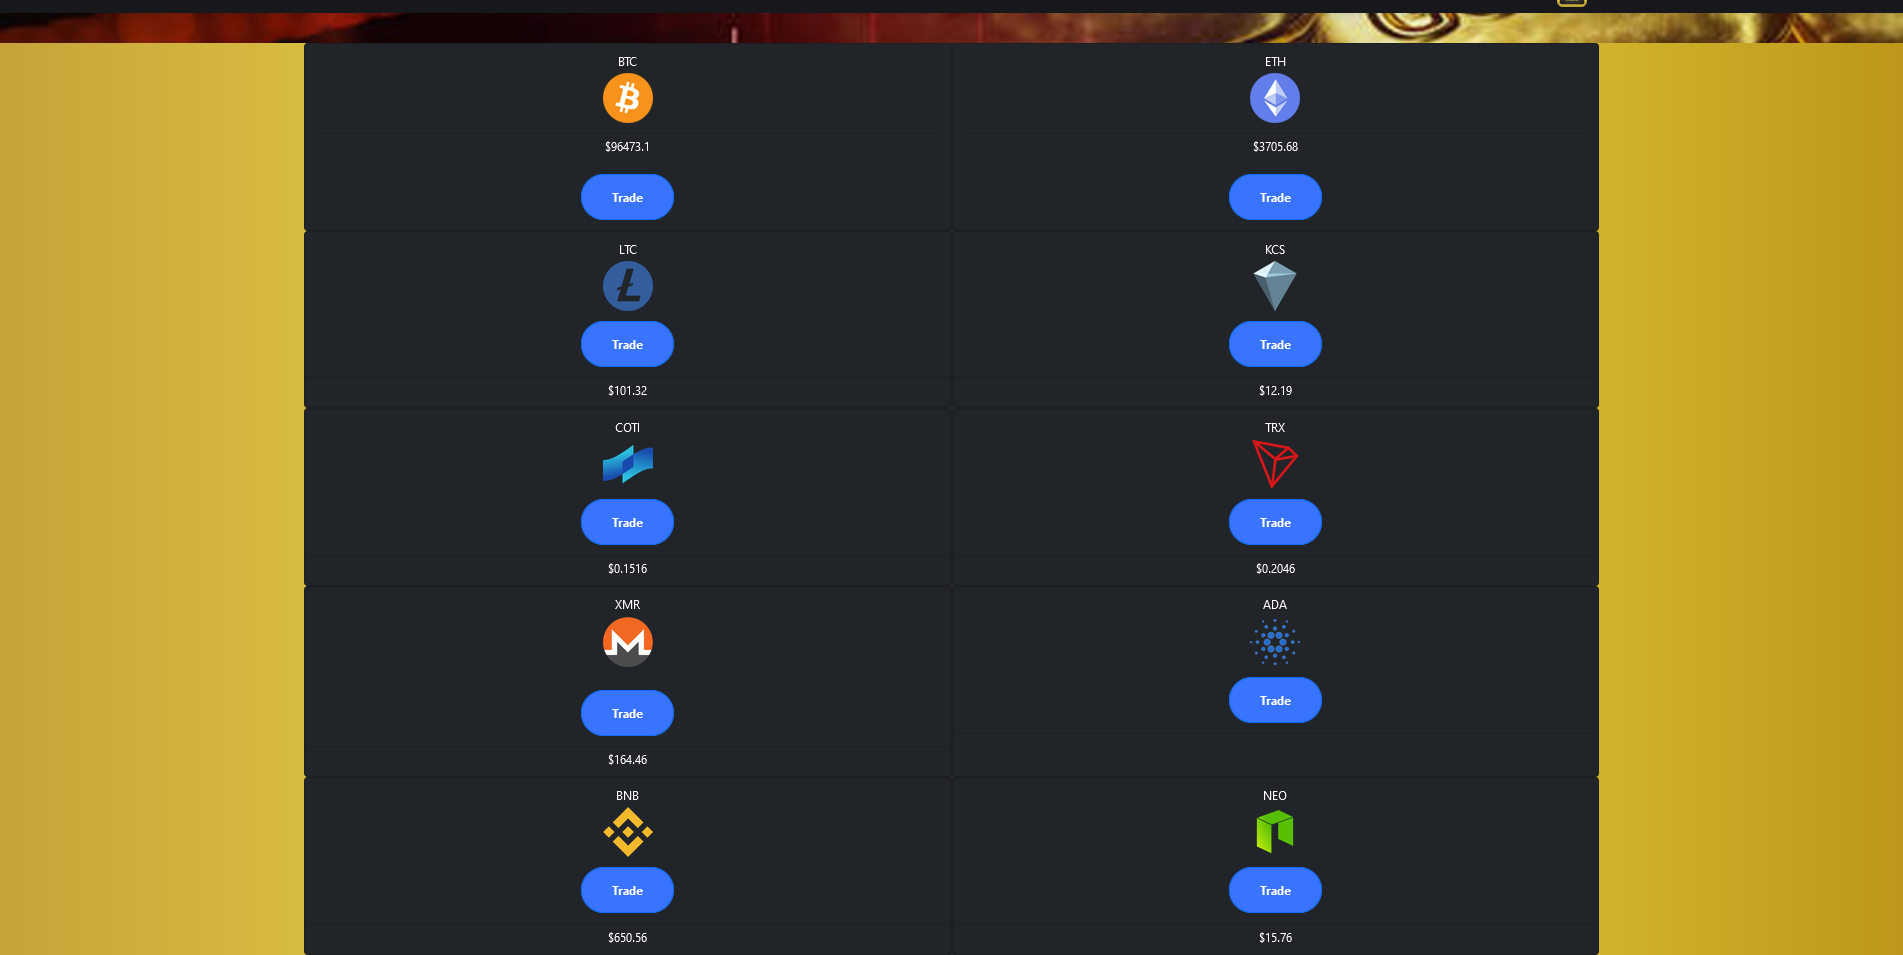 BTC
$96473.1
Trade
ETH
$3705.68
Trade
LTC
Trade
$101.32
KCS
Trade
$12.19
COTI
Trade
$0.1516
TRX
Trade
$0.2046
XMR
Trade
$164.46
ADA
Trade
BNB
Trade
$650.56
NEO
Trade
$15.76